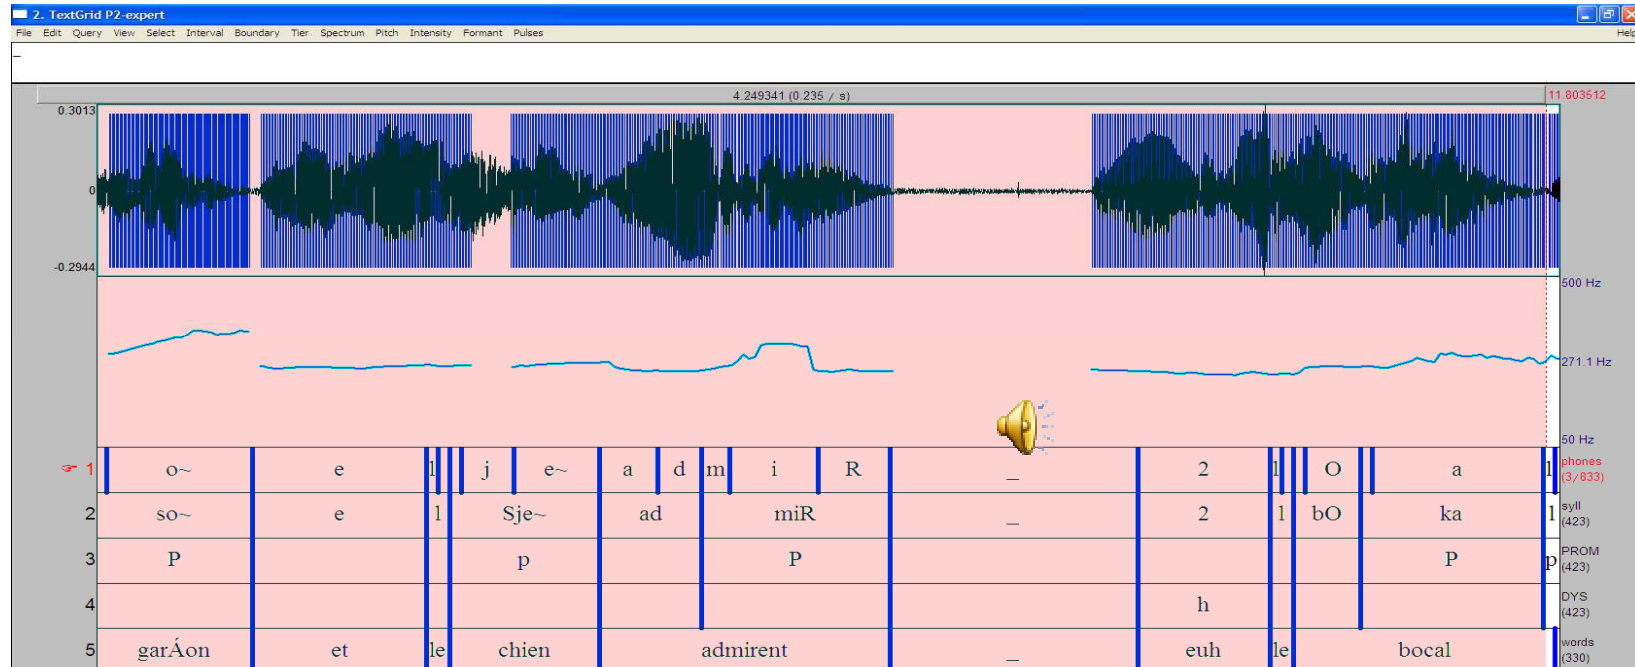 2. TextGrid P2-expert
File Edit Query View Select Interval Boundary Tier Spectrum Pitch Intensity Formant Pulses Help
4.249341 (0.235 / s) 11.803512
0.3013
0
-0.2944
500 Hz
271.1 Hz
50 Hz
1 o~ e l j e~ a d m i R _ 2 l O a l phones (3/833)
2 so~ e l Sje~ ad miR _ 2 l bO ka l syll (423)
3 P p P P p PROM (423)
4 h DYS (423)
5 garÁon et le chien admirent _ euh le bocal words (330)